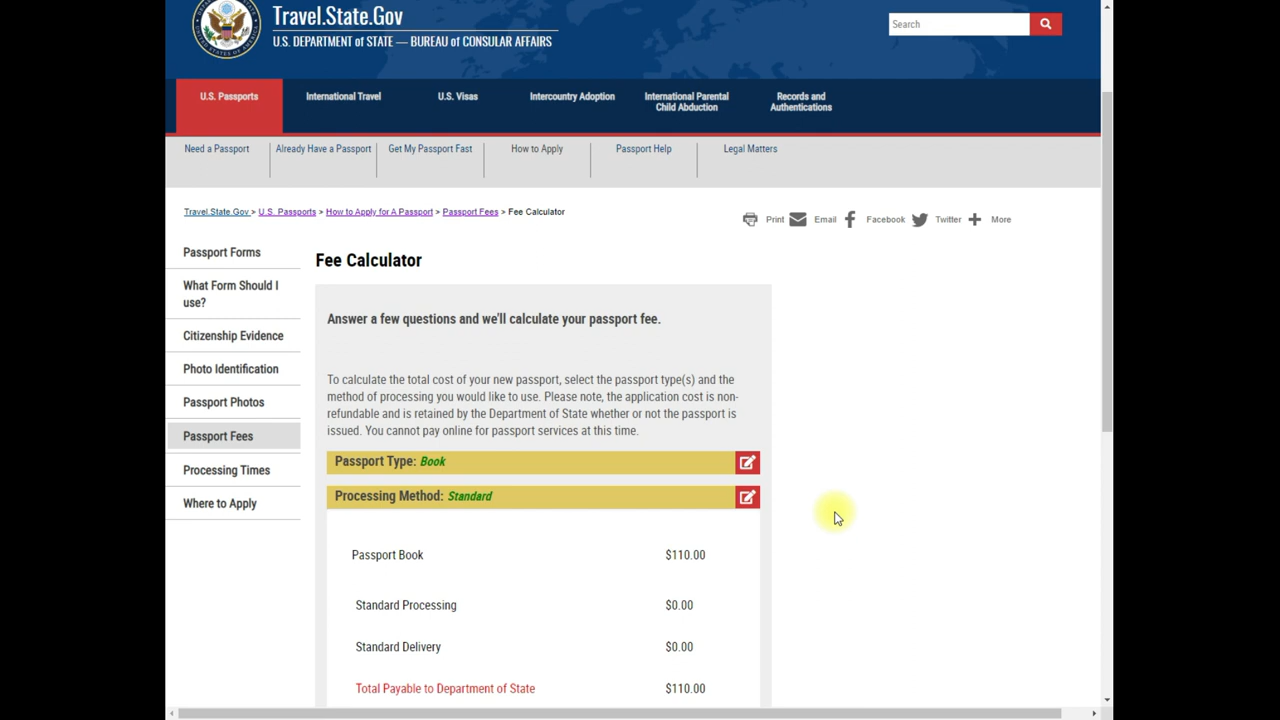 Travel.State.Gov
U.S. DEPARTMENT of STATE — BUREAU of CONSULAR AFFAIRS
Search
U.S. Passports
International Travel
U.S. Visas
Intercountry Adoption
International Parental
Child Abduction
Records and
Authentications
Need a Passport
Already Have a Passport
Get My Passport Fast
How to Apply
Passport Help
Legal Matters
Travel.State.Gov > U.S. Passports > How to Apply for A Passport > Passport Fees > Fee Calculator
Print
Email
Facebook
Twitter
More
Passport Forms
What Form Should I
use?
Citizenship Evidence
Photo Identification
Passport Photos
Passport Fees
Processing Times
Where to Apply
Fee Calculator
Answer a few questions and we'll calculate your passport fee.
To calculate the total cost of your new passport, select the passport type(s) and the
method of processing you would like to use. Please note, the application cost is non-
refundable and is retained by the Department of State whether or not the passport is
issued. You cannot pay online for passport services at this time.
Passport Type: Book
Processing Method: Standard
Passport Book $110.00
Standard Processing $0.00
Standard Delivery $0.00
Total Payable to Department of State $110.00